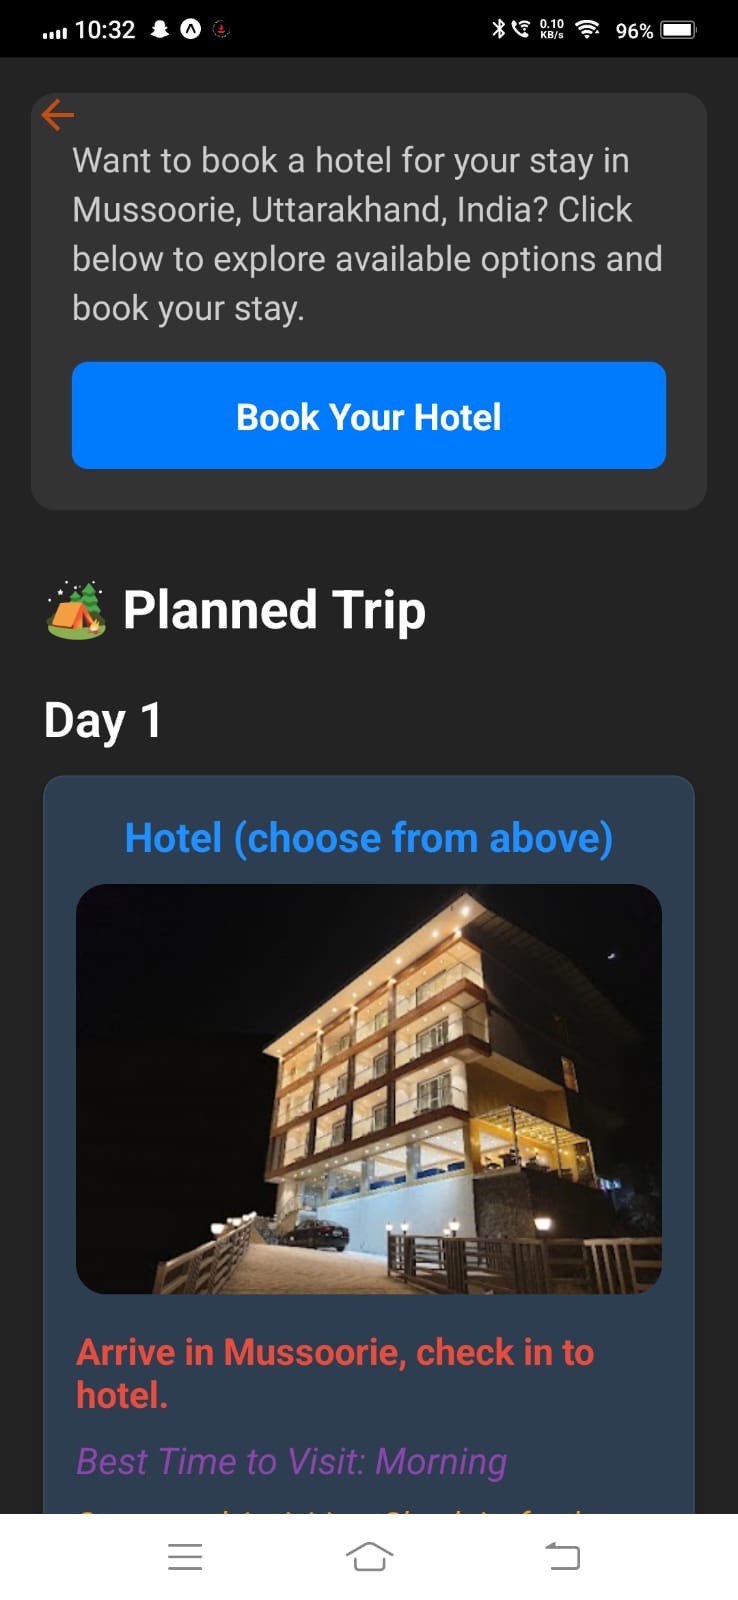 10:32
0.10
KB/s
96%
Want to book a hotel for your stay in
Mussoorie, Uttarakhand, India? Click
below to explore available options and
book your stay.
Book Your Hotel
Planned Trip
Day 1
Hotel (choose from above)
Arrive in Mussoorie, check in to
hotel.
Best Time to Visit: Morning